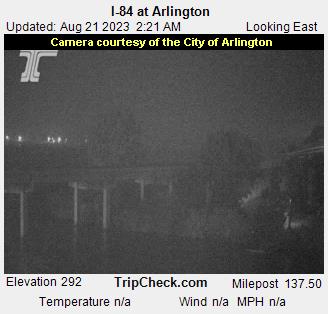 I-84 at Arlington
Updated: Aug 21 2023 2:21 AM Looking East
Camera courtesy of the City of Arlington
Elevation 292 TripCheck.com Milepost 137.50
Temperature n/a Wind n/a MPH n/a